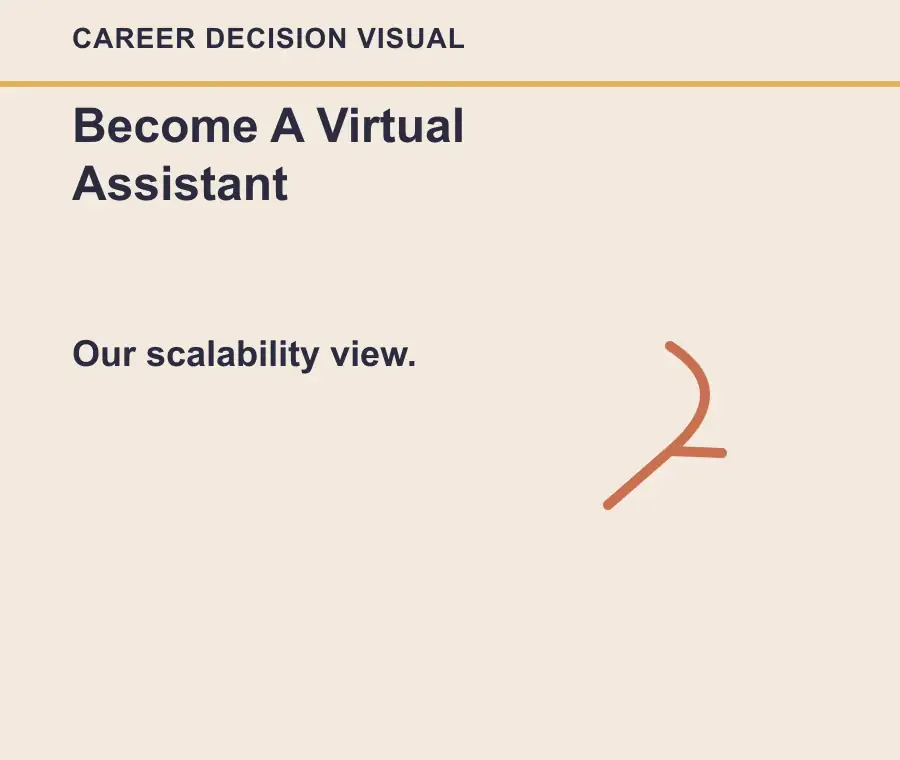 CAREER DECISION VISUAL
Become A Virtual
Assistant
Our scalability view.